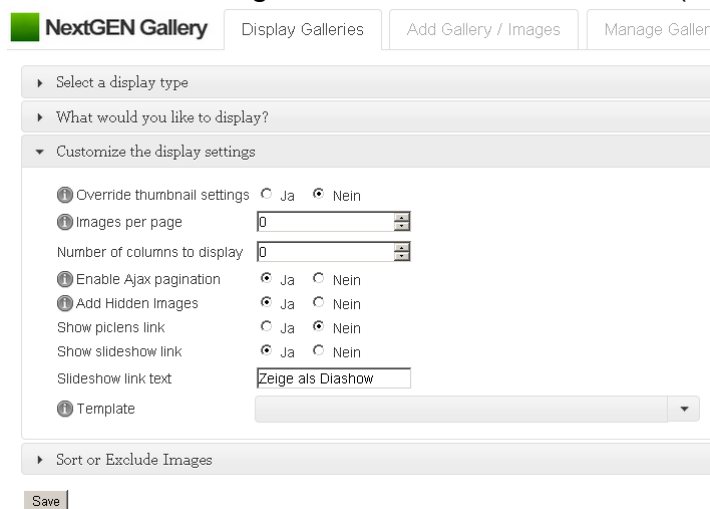 NextGEN Gallery Display Galleries Add Gallery / Images Manage Galler
Select a display type
What would you like to display?
Customize the display settings
Override thumbnail settings Ja Nein
Images per page 0
Number of columns to display 0
Enable Ajax pagination Ja Nein
Add Hidden Images Ja Nein
Show piclens link Ja Nein
Show slideshow link Ja Nein
Slideshow link text Zeige als Diashow
Template
Sort or Exclude Images
Save